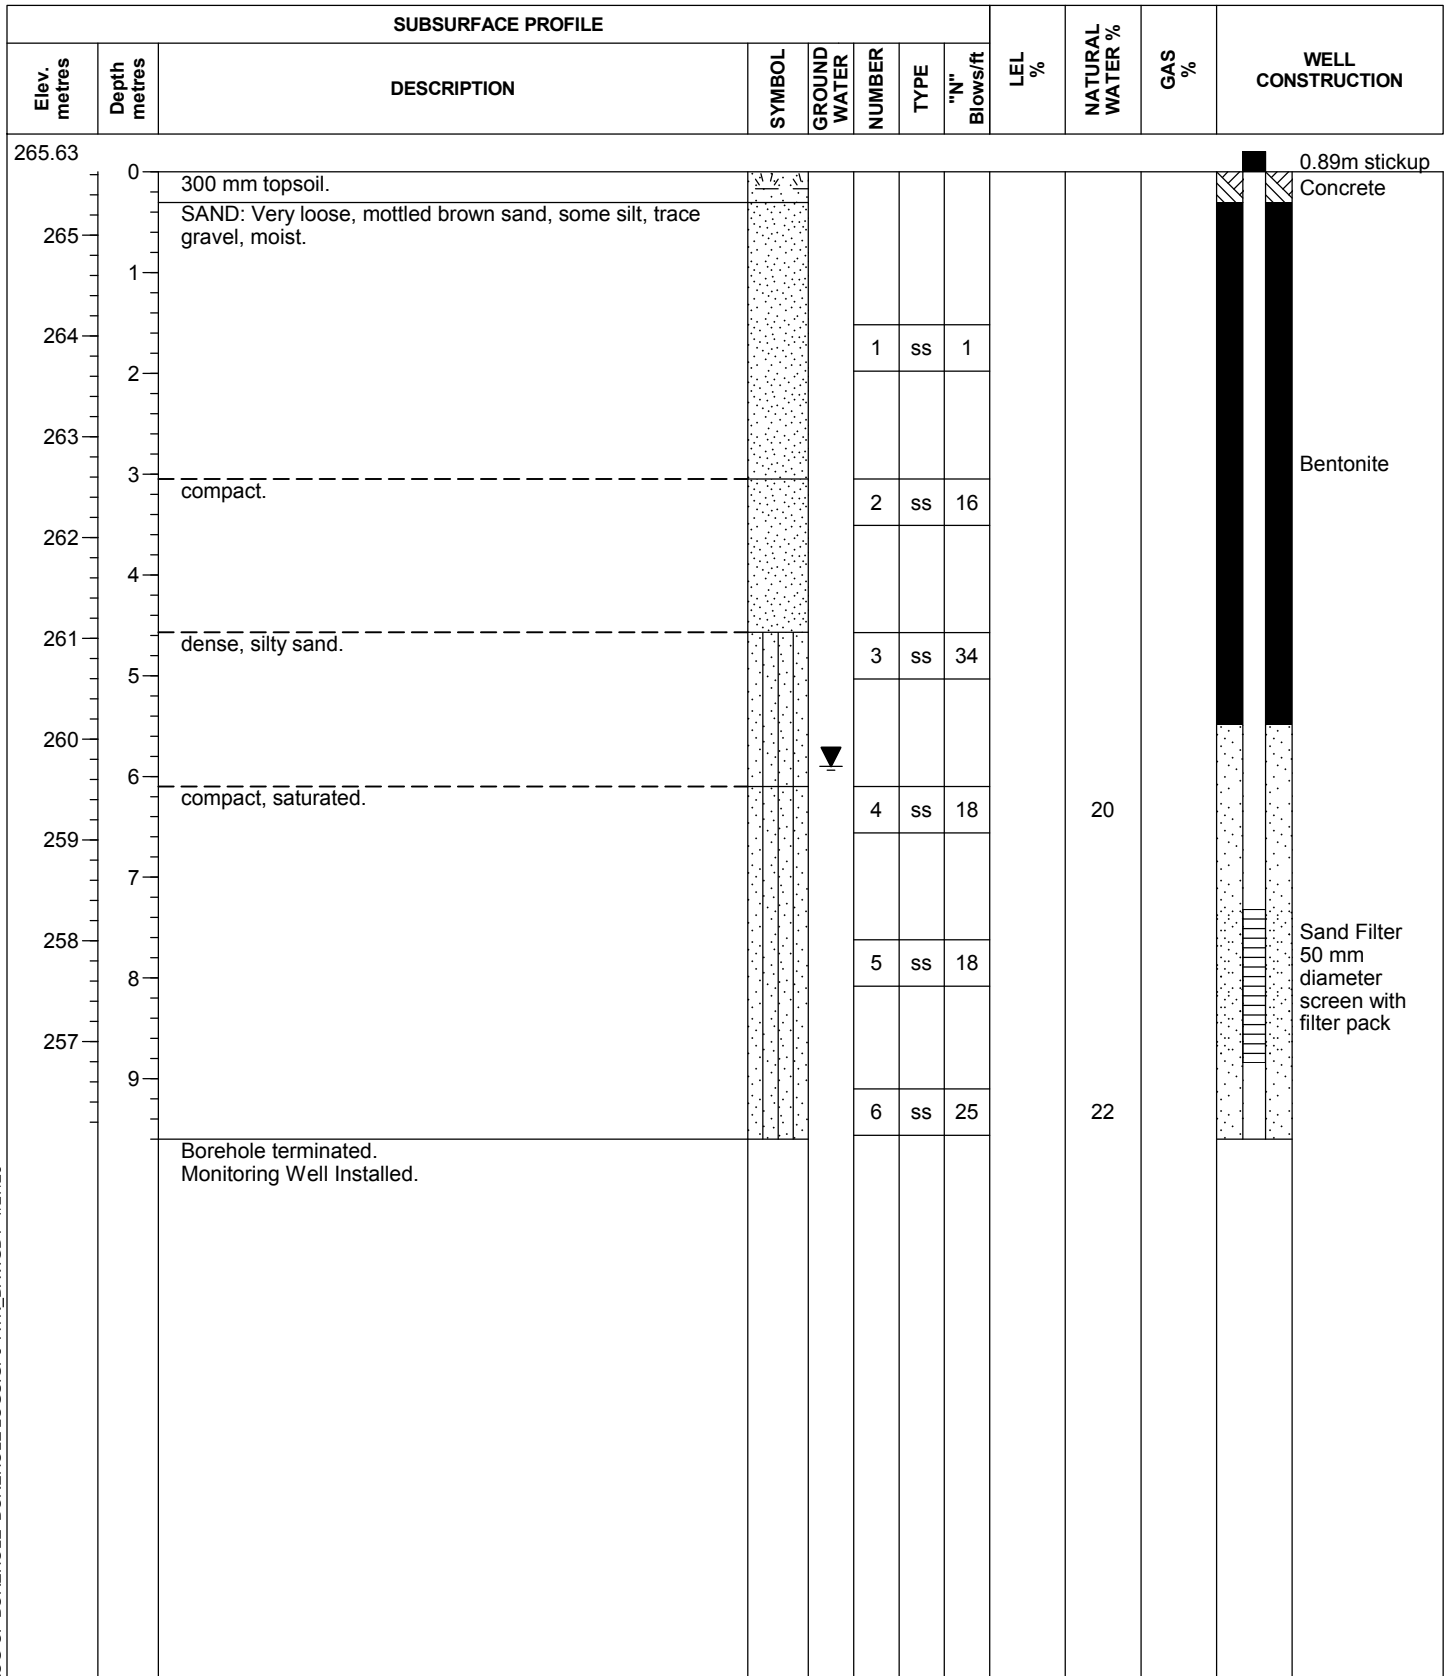 SUBSURFACE PROFILE
Elev. metres
Depth metres
DESCRIPTION
SYMBOL
GROUND WATER
NUMBER
TYPE
"N" Blows/ft
LEL %
NATURAL WATER %
GAS %
WELL CONSTRUCTION
265.63
0.89m stickup
0
300 mm topsoil.
Concrete
SAND: Very loose, mottled brown sand, some silt, trace
gravel, moist.
265
1
264
1 ss 1
2
263
Bentonite
3
compact.
2 ss 16
262
4
261
dense, silty sand.
3 ss 34
5
260
6
compact, saturated.
4 ss 18 20
259
7
258
Sand Filter
50 mm
diameter
screen with
filter pack
5 ss 18
8
257
9
6 ss 25 22
Borehole terminated.
Monitoring Well Installed.